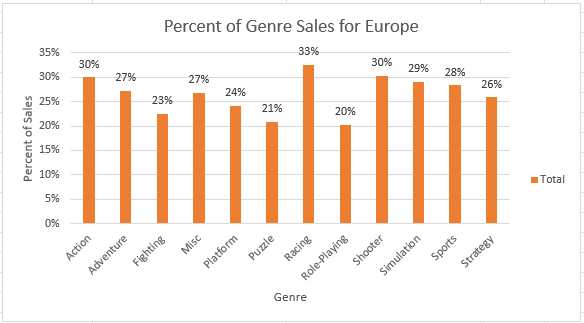 Percent of Genre Sales for Europe
35%
30%
25%
20%
15%
10%
5%
0%
Percent of Sales
30%
27%
23%
27%
24%
21%
33%
20%
30%
29%
28%
26%
Action
Adventure
Fighting
Misc
Platform
Puzzle
Racing
Role-Playing
Shooter
Simulation
Sports
Strategy
Genre
Total